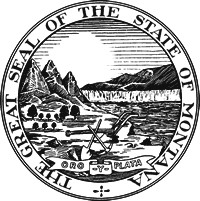 THE GREAT SEAL OF THE STATE OF MONTANA
ORO Y PLATA